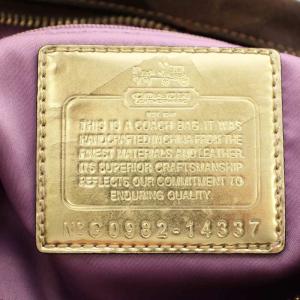 COACH
THIS IS A COACH BAG. IT WAS
HANDCRAFTED IN CHINA FROM THE
FINEST MATERIALS AND LEATHER.
ITS SUPERIOR CRAFTSMANSHIP
REFLECTS OUR COMMITMENT TO
ENDURING QUALITY.
Nº C0982-14337